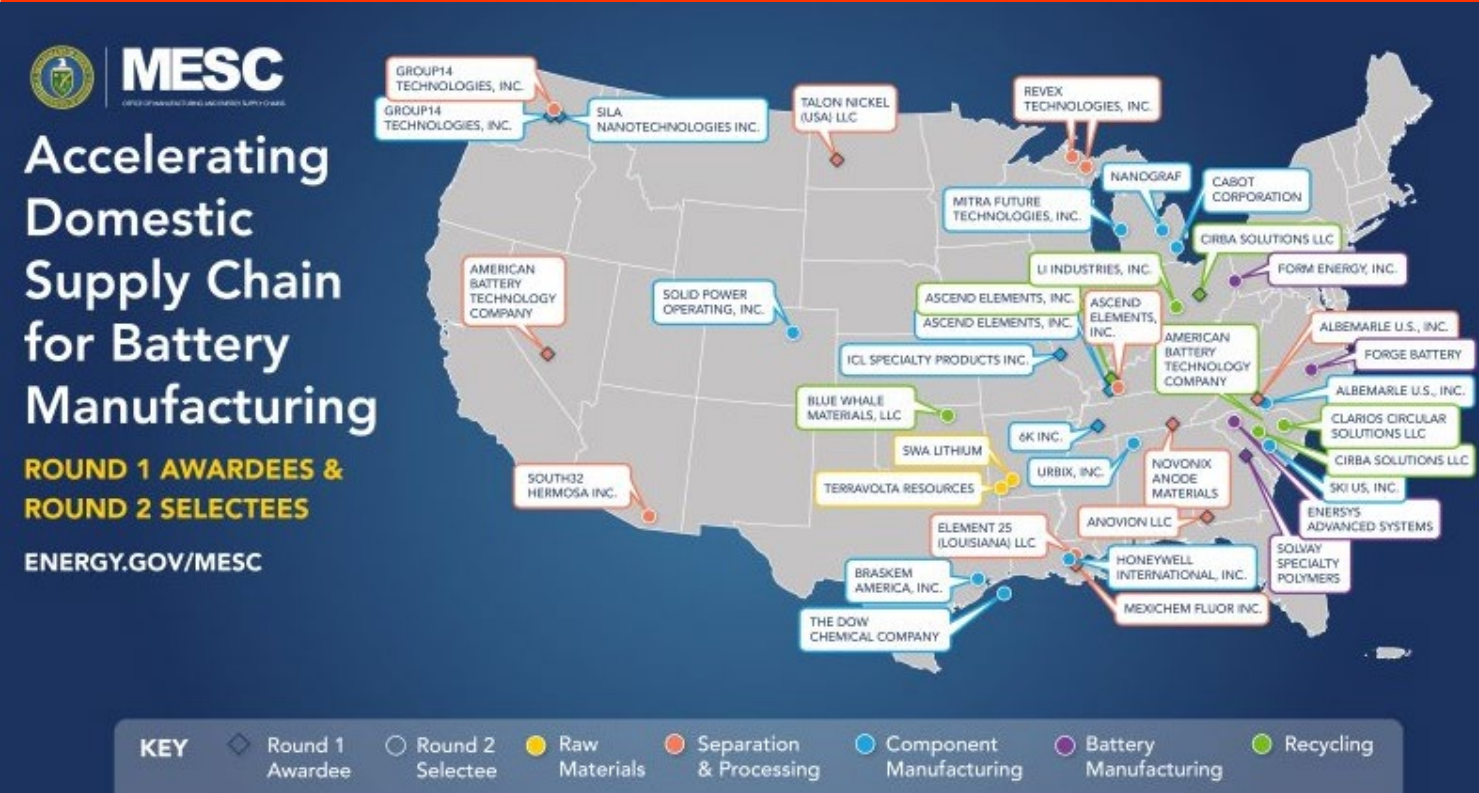 MESC
OFFICE OF MANUFACTURING AND ENERGY SUPPLY CHAINS
Accelerating
Domestic
Supply Chain
for Battery
Manufacturing
ROUND 1 AWARDEES &
ROUND 2 SELECTEES
ENERGY.GOV/MESC
GROUP14
TECHNOLOGIES, INC.
GROUP14
TECHNOLOGIES, INC.
SILA
NANOTECHNOLOGIES INC.
TALON NICKEL
(USA) LLC
REVEX
TECHNOLOGIES, INC.
NANOGRAF
CABOT
CORPORATION
MITRA FUTURE
TECHNOLOGIES, INC.
CIRBA SOLUTIONS LLC
LI INDUSTRIES, INC.
FORM ENERGY, INC.
AMERICAN
BATTERY
TECHNOLOGY
COMPANY
SOLID POWER
OPERATING, INC.
ASCEND ELEMENTS, INC.
ASCEND ELEMENTS, INC.
ASCEND
ELEMENTS,
INC.
ALBEMARLE U.S., INC.
AMERICAN
BATTERY
TECHNOLOGY
COMPANY
FORGE BATTERY
ICL SPECIALTY PRODUCTS INC.
ALBEMARLE U.S., INC.
BLUE WHALE
MATERIALS, LLC
CLARIOS CIRCULAR
SOLUTIONS LLC
6K INC.
SWA LITHIUM
CIRBA SOLUTIONS LLC
URBIX, INC.
NOVONIX
ANODE
MATERIALS
SOUTH32
HERMOSA INC.
TERRAVOLTA RESOURCES
SKI US, INC.
ENERSYS
ADVANCED SYSTEMS
ELEMENT 25
(LOUISIANA) LLC
ANOVION LLC
SOLVAY
SPECIALTY
POLYMERS
HONEYWELL
INTERNATIONAL, INC.
BRASKEM
AMERICA, INC.
MEXICHEM FLUOR INC.
THE DOW
CHEMICAL COMPANY
KEY
Round 1
Awardee
Round 2
Selectee
Raw
Materials
Separation
& Processing
Component
Manufacturing
Battery
Manufacturing
Recycling